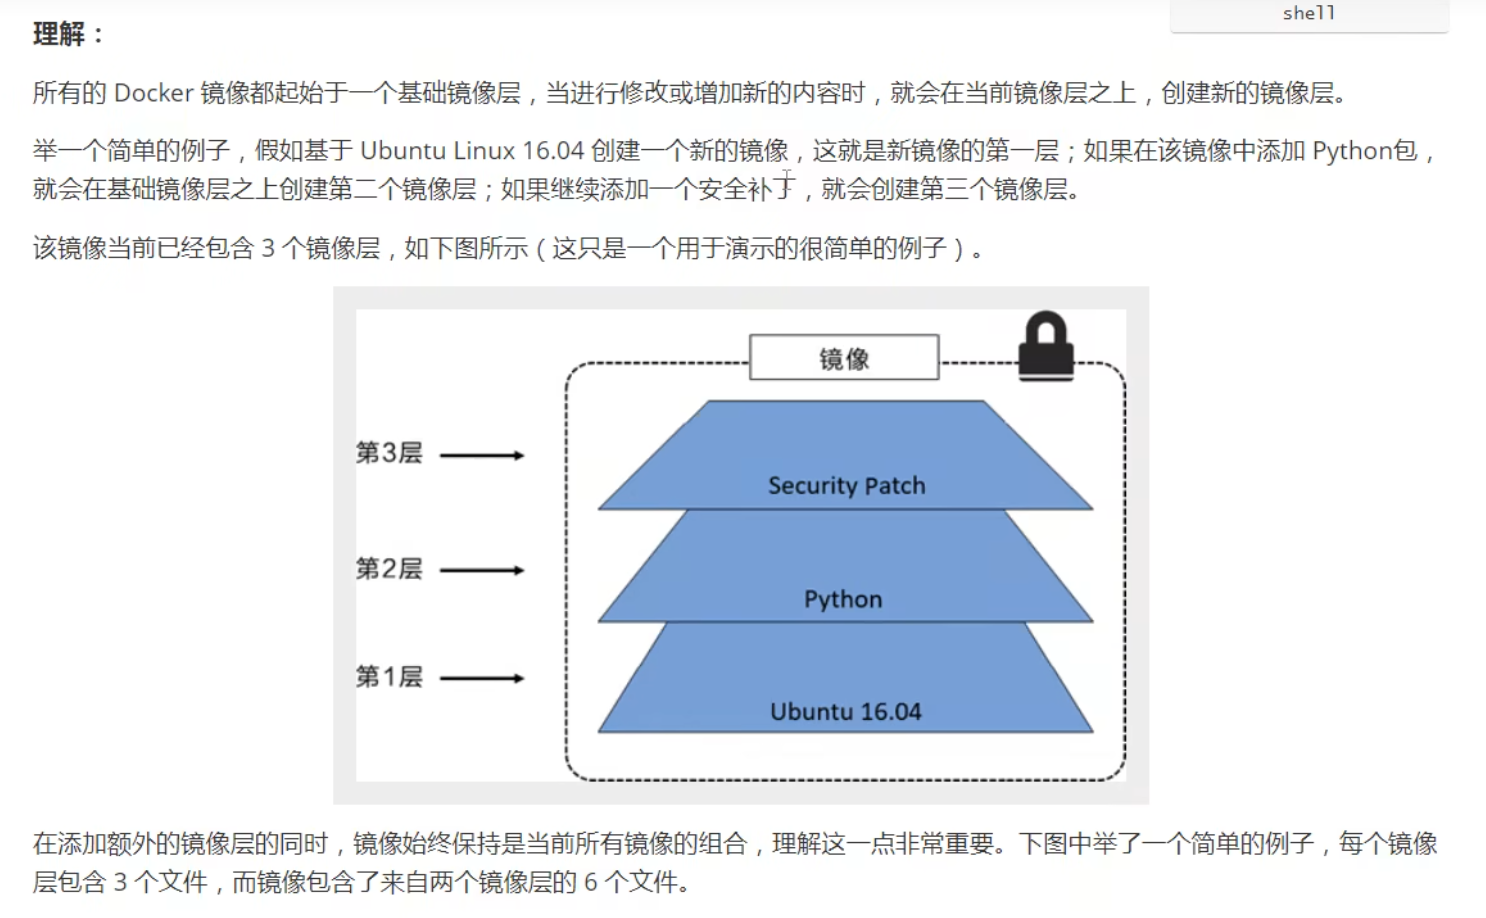 shell
理解：
所有的 Docker 镜像都起始于一个基础镜像层，当进行修改或增加新的内容时，就会在当前镜像层之上，创建新的镜像层。
举一个简单的例子，假如基于 Ubuntu Linux 16.04 创建一个新的镜像，这就是新镜像的第一层；如果在该镜像中添加 Python包，
就会在基础镜像层之上创建第二个镜像层；如果继续添加一个安全补丁，就会创建第三个镜像层。
该镜像当前已经包含 3 个镜像层，如下图所示（这只是一个用于演示的很简单的例子）。
镜像
第3层
Security Patch
第2层
Python
第1层
Ubuntu 16.04
在添加额外的镜像层的同时，镜像始终保持是当前所有镜像的组合，理解这一点非常重要。下图中举了一个简单的例子，每个镜像
层包含 3 个文件，而镜像包含了来自两个镜像层的 6 个文件。